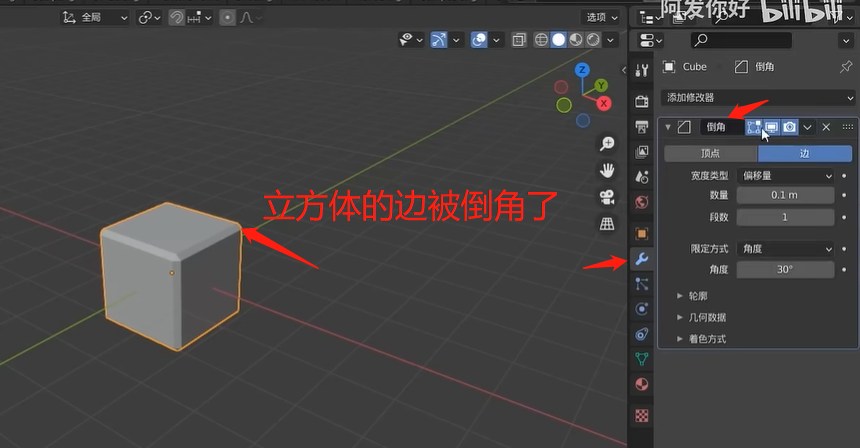 阿发你好 bilibili
全局
选项
Cube 倒角
添加修改器
倒角
顶点 边
宽度类型 偏移量
数量 0.1 m
段数 1
限定方式 角度
角度 30°
轮廓
几何数据
着色方式
Z
Y
X
立方体的边被倒角了